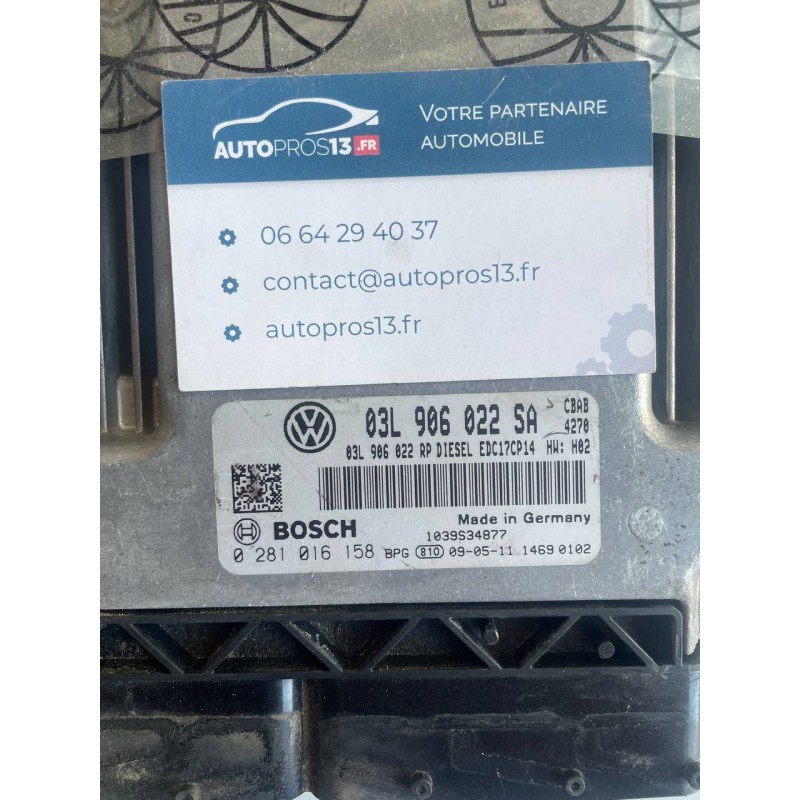 VOTRE PARTENAIRE
AUTOMOBILE
AUTOPROS13.FR
06 64 29 40 37
contact@autopros13.fr
autopros13.fr
03L 906 022 SA
CBAB
4270
03L 906 022 RP DIESEL EDC17CP14 HW: H02
Made in Germany
BOSCH
1039S34877
0 281 016 158 BPG 810 09-05-11 1469 0102